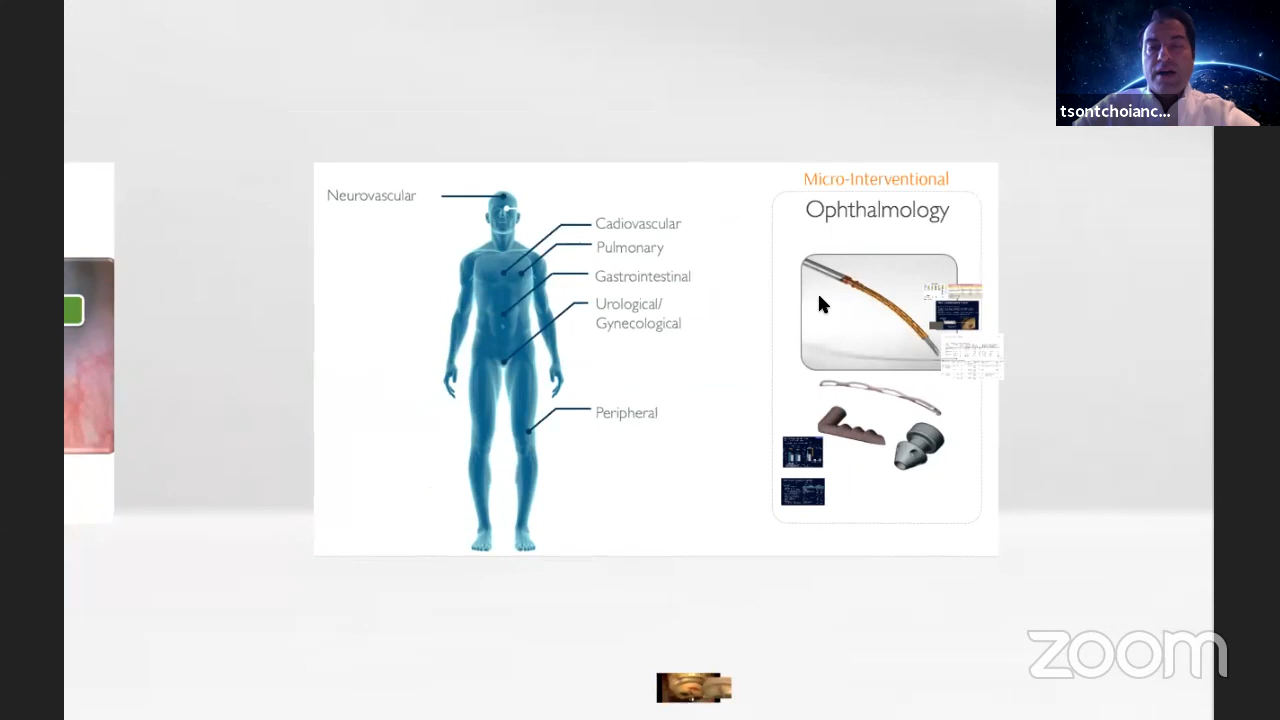 tsontchoianc...
Neurovascular
Cadiovascular
Pulmonary
Gastrointestinal
Urological/
Gynecological
Peripheral
Micro-Interventional
Ophthalmology
zoom